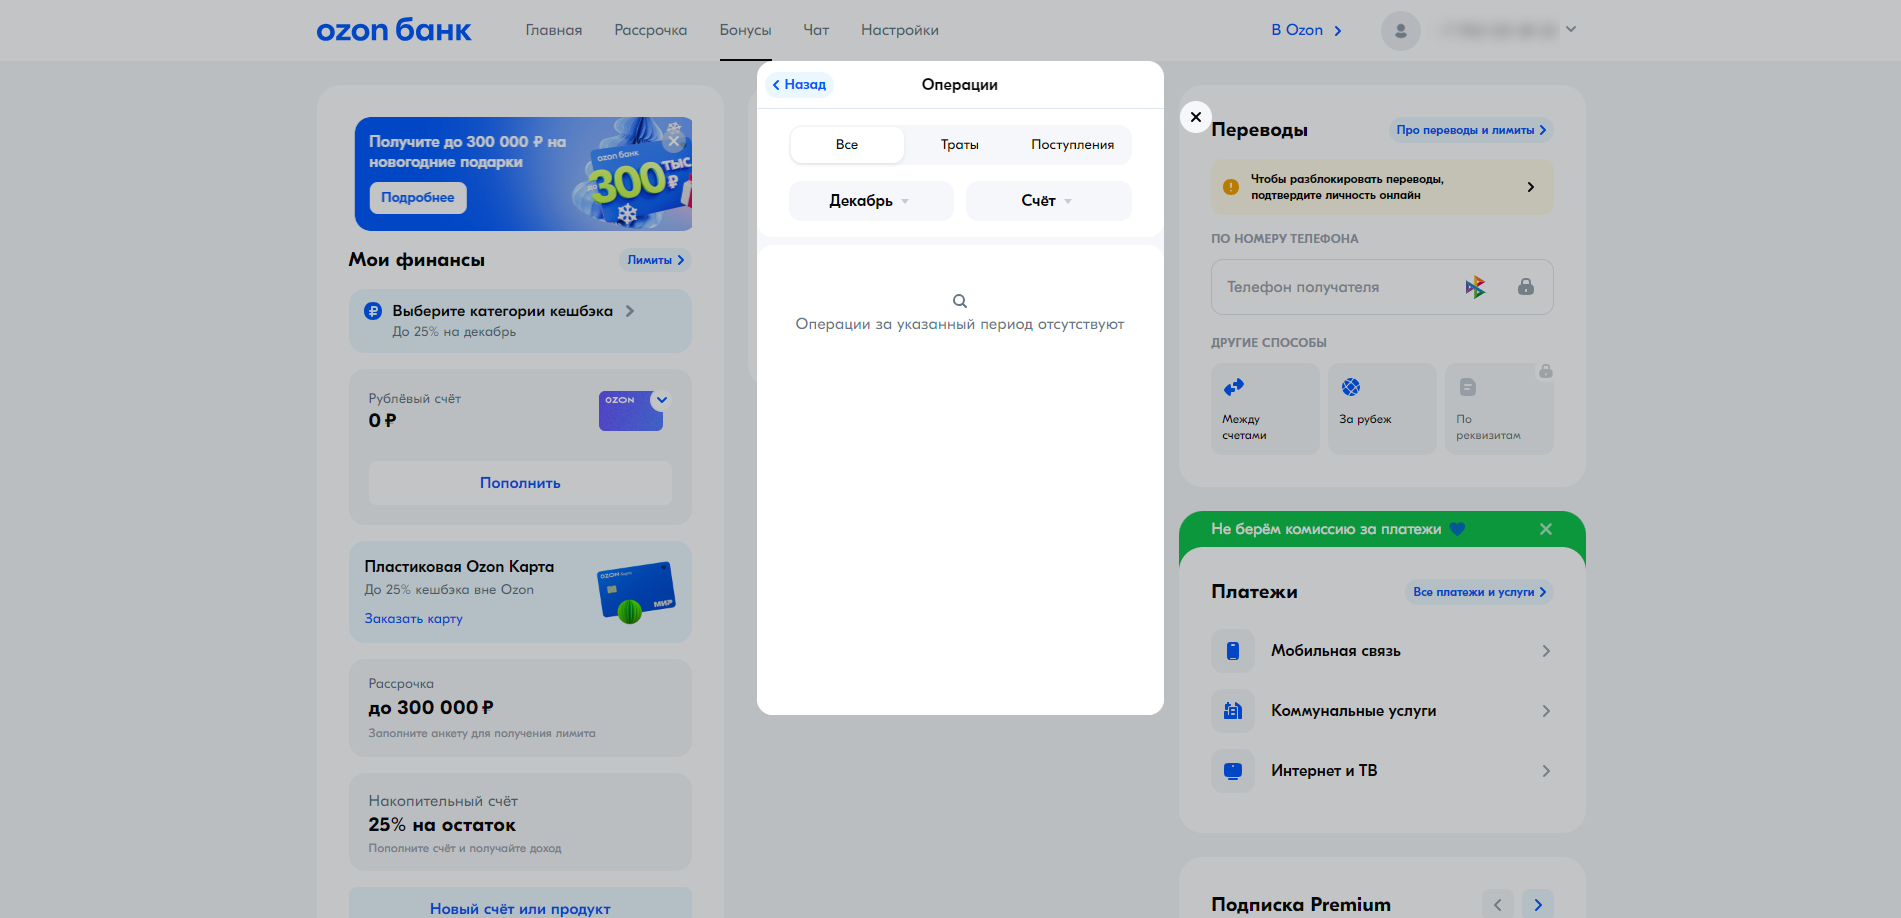 ozon банк
Главная
Рассрочка
Бонусы
Чат
Настройки
В Ozon
Получите до 300 000 ₽ на
новогодние подарки
Подробнее
ozon банк
до 300 ТЫС. ₽
Мои финансы
Лимиты
Выберите категории кешбэка
До 25% на декабрь
Рублёвый счёт
0 ₽
OZON
Пополнить
Пластиковая Ozon Карта
До 25% кешбэка вне Ozon
Заказать карту
МИР
Рассрочка
до 300 000 ₽
Заполните анкету для получения лимита
Накопительный счёт
25% на остаток
Пополните счёт и получайте доход
Новый счёт или продукт
Назад
Операции
Все
Траты
Поступления
Декабрь
Счёт
Операции за указанный период отсутствуют
Переводы
Про переводы и лимиты
Чтобы разблокировать переводы,
подтвердите личность онлайн
ПО НОМЕРУ ТЕЛЕФОНА
Телефон получателя
ДРУГИЕ СПОСОБЫ
Между
счетами
За рубеж
По
реквизитам
Не берём комиссию за платежи
Платежи
Все платежи и услуги
Мобильная связь
Коммунальные услуги
Интернет и ТВ
Подписка Premium